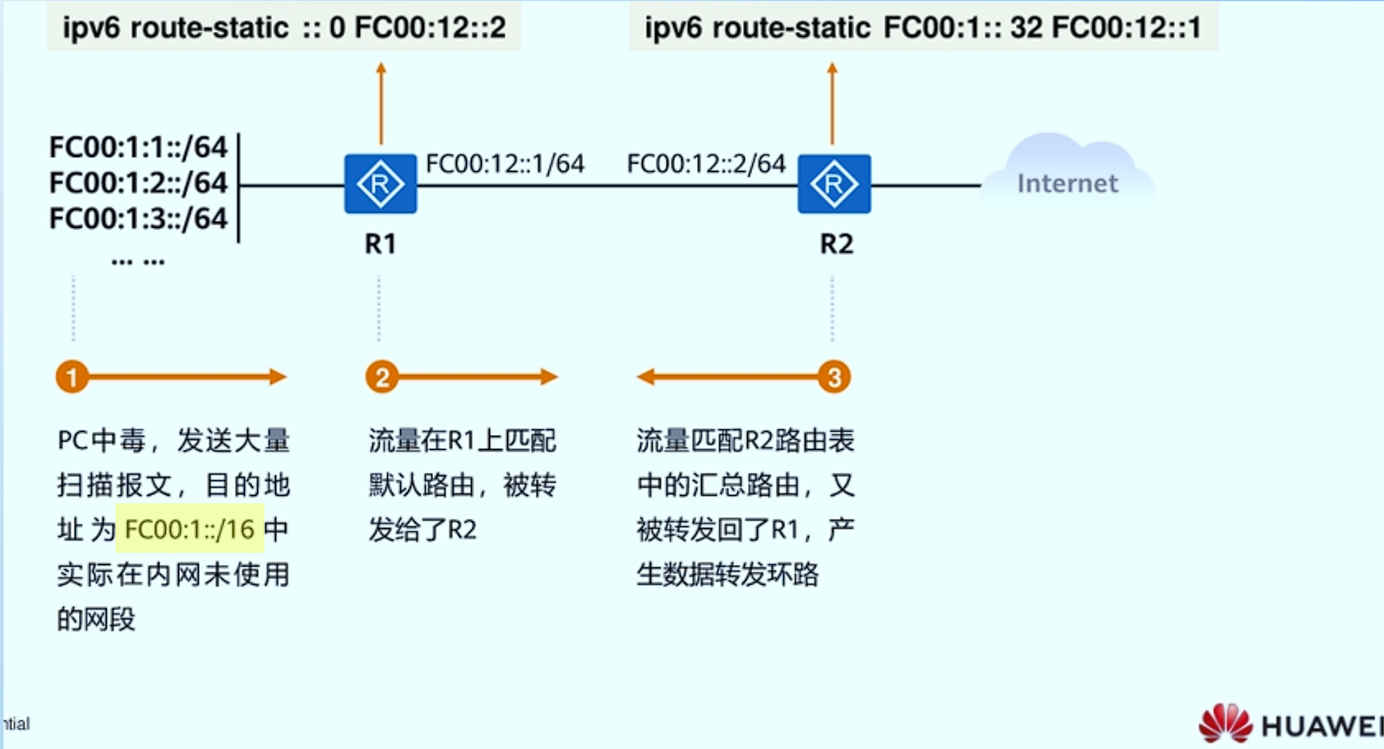 ipv6 route-static :: 0 FC00:12::2
ipv6 route-static FC00:1:: 32 FC00:12::1
FC00:1:1::/64
FC00:1:2::/64
FC00:1:3::/64
... ...
FC00:12::1/64
FC00:12::2/64
R
R
Internet
R1
R2
1
PC中毒，发送大量
扫描报文，目的地
址为FC00:1::/16中
实际在内网未使用
的网段
2
流量在R1上匹配
默认路由，被转
发给了R2
3
流量匹配R2路由表
中的汇总路由，又
被转发回了R1，产
生数据转发环路
ntial
HUAWEI